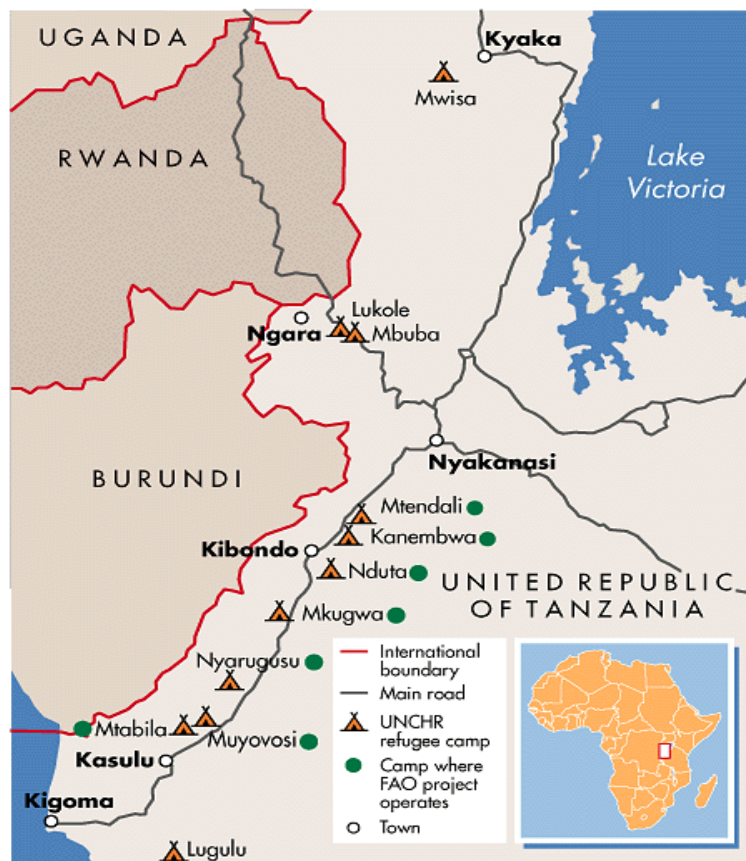 UGANDA
Kyaka
Mwisa
RWANDA
Lake
Victoria
Lukole
Ngara
Mbuba
Nyakanasi
BURUNDI
Mtendali
Kanembwa
Kibondo
Nduta
UNITED REPUBLIC
OF TANZANIA
Mkugwa
Nyarugusu
Mtabila
Muyovosi
Kasulu
Kigoma
Lugulu
International
boundary
Main road
UNCHR
refugee camp
Camp where
FAO project
operates
Town